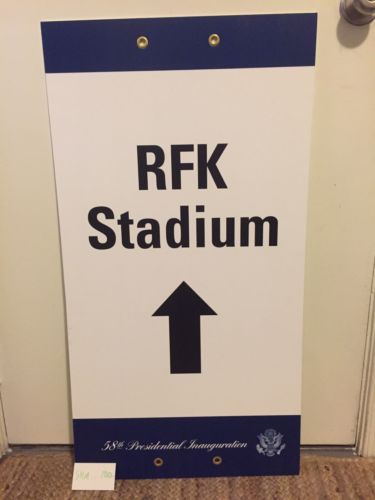 RFK
Stadium
58th Presidential Inauguration